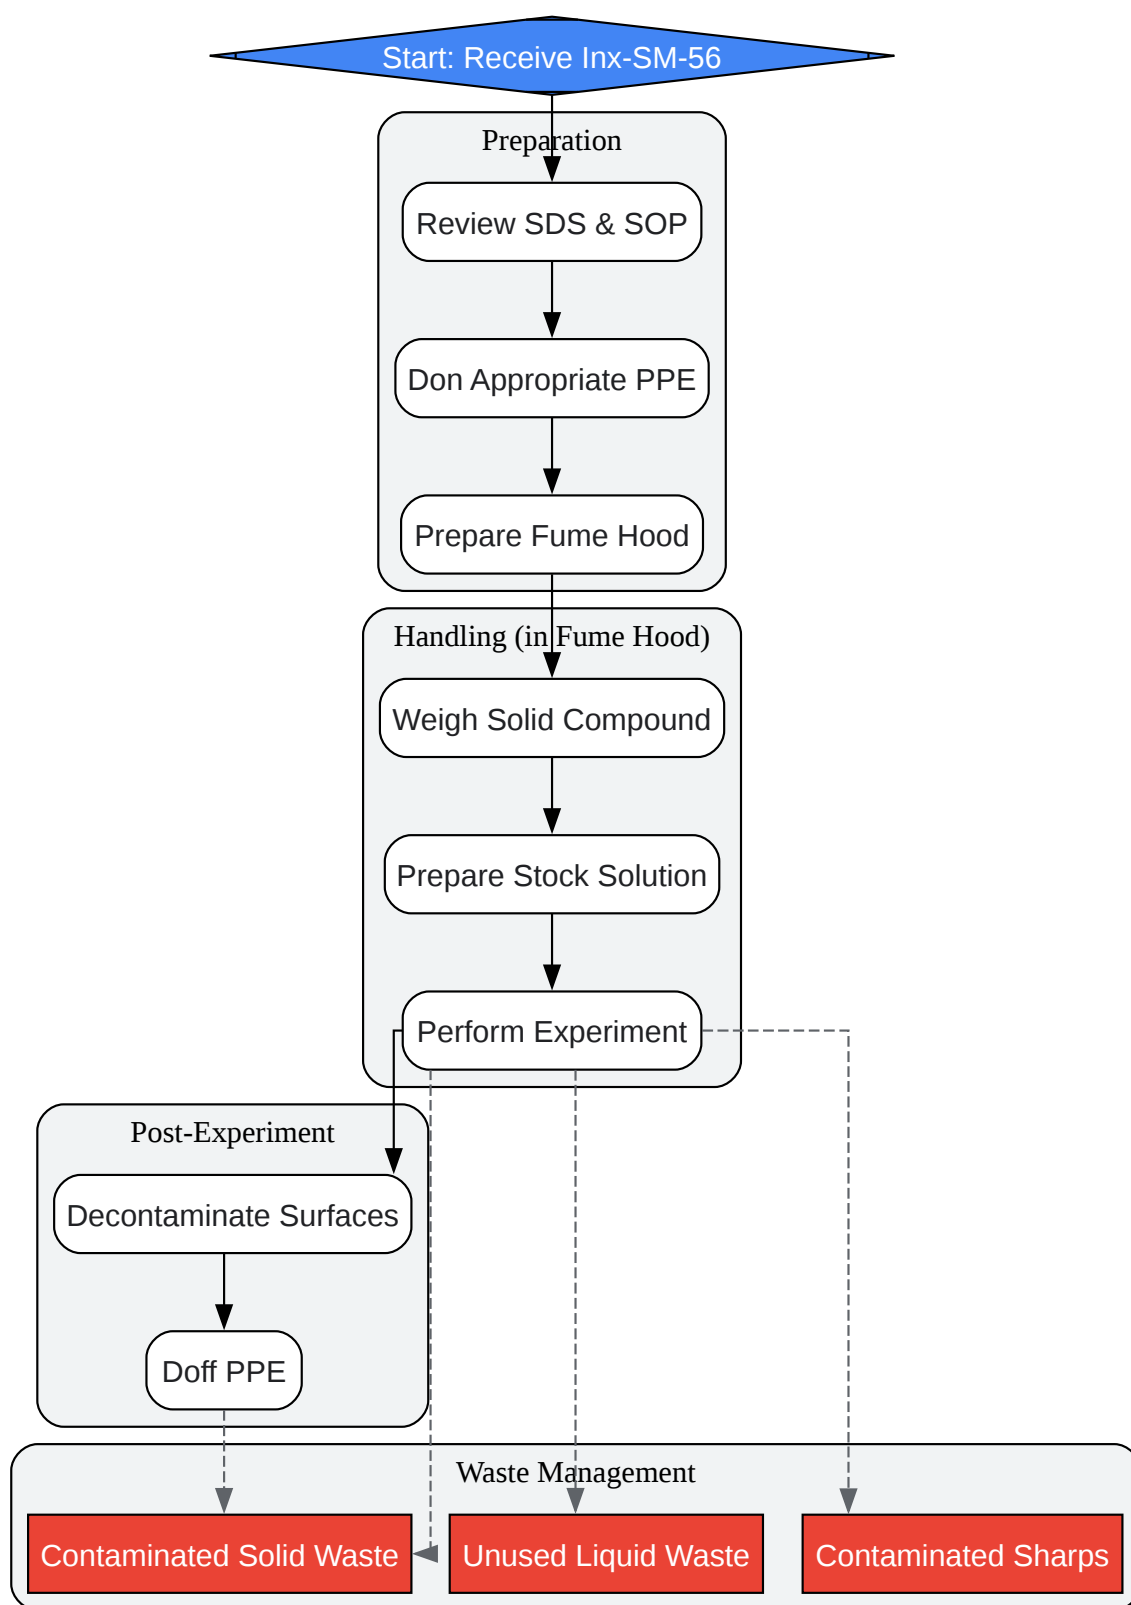 Start: Receive Inx-SM-56
Preparation
Review SDS & SOP
Don Appropriate PPE
Prepare Fume Hood
Handling (in Fume Hood)
Weigh Solid Compound
Prepare Stock Solution
Perform Experiment
Post-Experiment
Decontaminate Surfaces
Doff PPE
Waste Management
Contaminated Solid Waste
Unused Liquid Waste
Contaminated Sharps